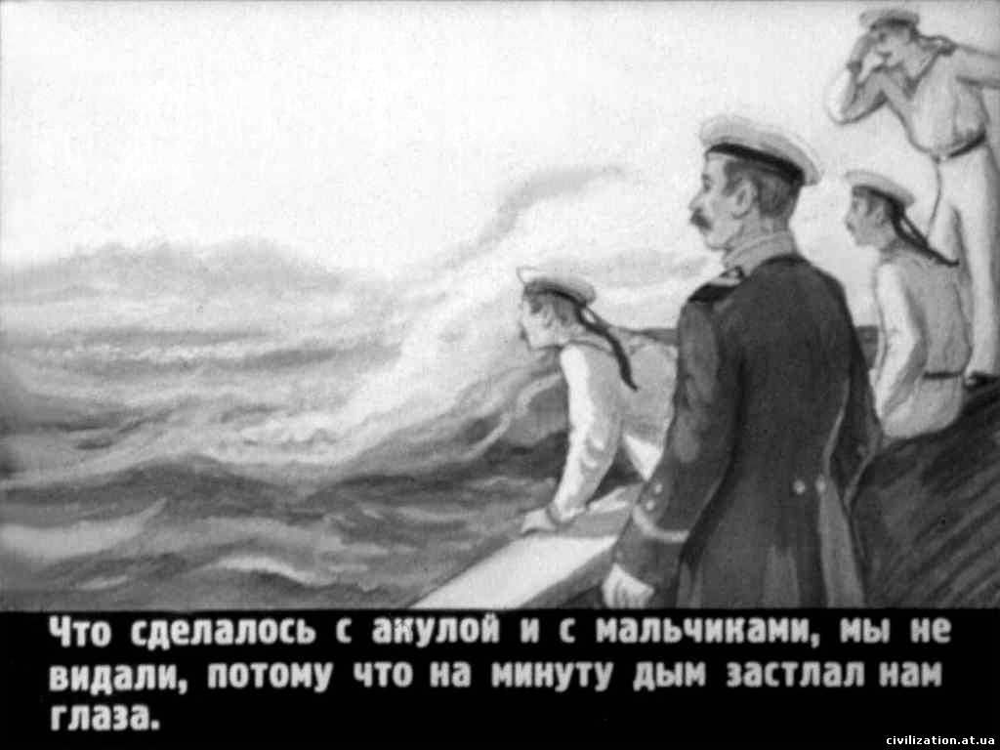 Что сделалось с акулой и с мальчиками, мы не
видали, потому что на минуту дым застлал нам
глаза.
civilization.at.ua